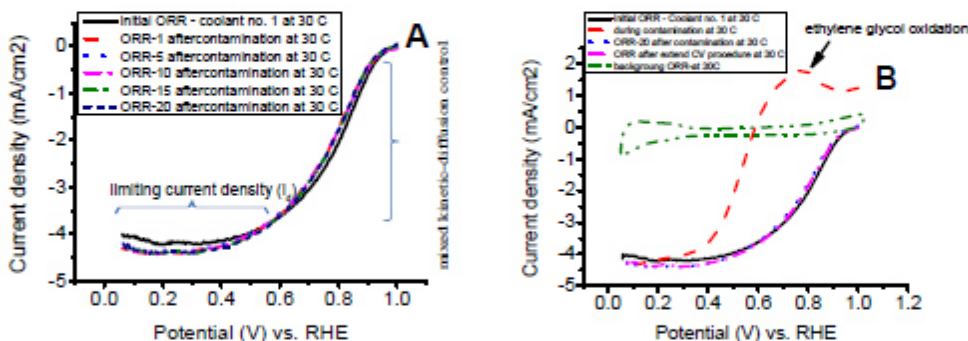 Initial ORR - coolant no. 1 at 30 C
ORR-1 aftercontamination at 30 C
ORR-5 aftercontamination at 30 C
ORR-10 aftercontamination at 30 C
ORR-15 aftercontamination at 30 C
ORR-20 aftercontamination at 30 C
A
0
-1
-2
-3
-4
-5
Current density (mA/cm2)
limiting current density (I_d)
mixed kinetic-diffusion control
0.0 0.2 0.4 0.6 0.8 1.0
Potential (V) vs. RHE
Initial ORR - Coolant no. 1 at 30 C
during contamination at 30 C
ORR-20 after contamination at 30 C
ORR after extend CV procedure at 30 C
backgroung ORR-at 30C
ethylene glycol oxidation
B
2
1
0
-1
-2
-3
-4
-5
Current density (mA/cm2)
0.0 0.2 0.4 0.6 0.8 1.0 1.2
Potential (V) vs. RHE